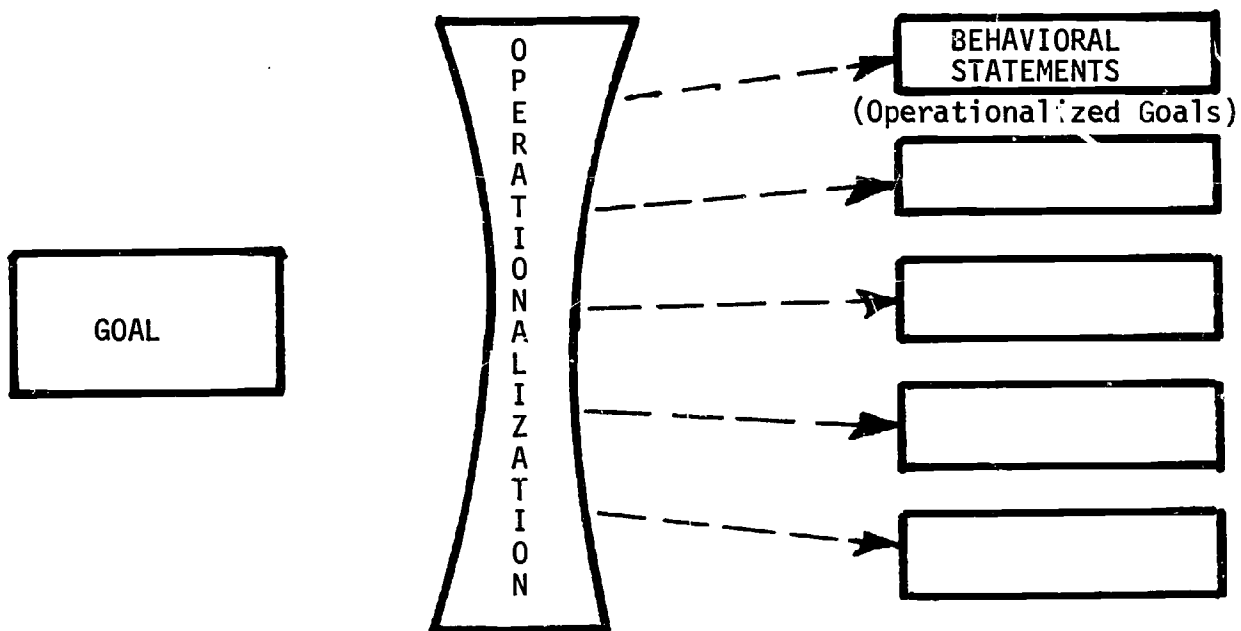 GOAL
OPERATIONALIZATION
BEHAVIORAL
STATEMENTS
(Operationalized Goals)